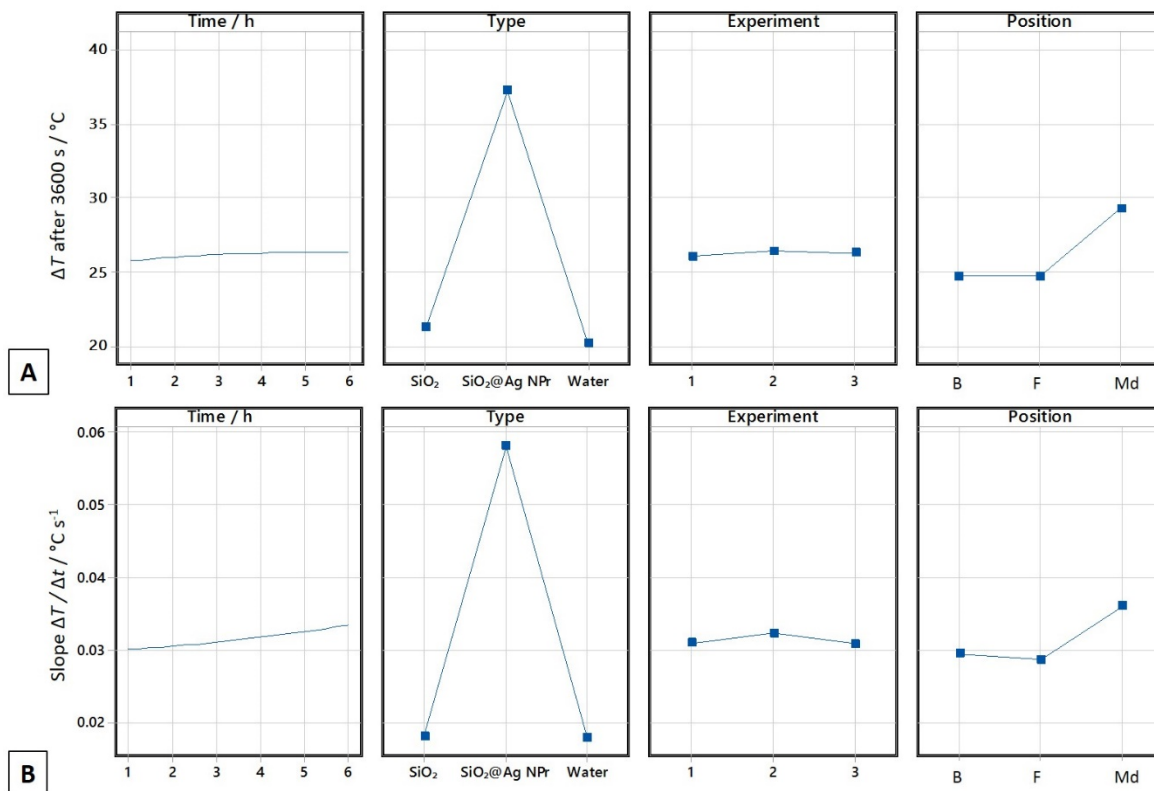 Time / h Type Experiment Position
ΔT after 3600 s / °C
40
35
30
25
20
A
1 2 3 4 5 6 SiO₂ SiO₂@Ag NPr Water 1 2 3 B F Md
Time / h Type Experiment Position
Slope ΔT / Δt / °C s⁻¹
0.06
0.05
0.04
0.03
0.02
B
1 2 3 4 5 6 SiO₂ SiO₂@Ag NPr Water 1 2 3 B F Md